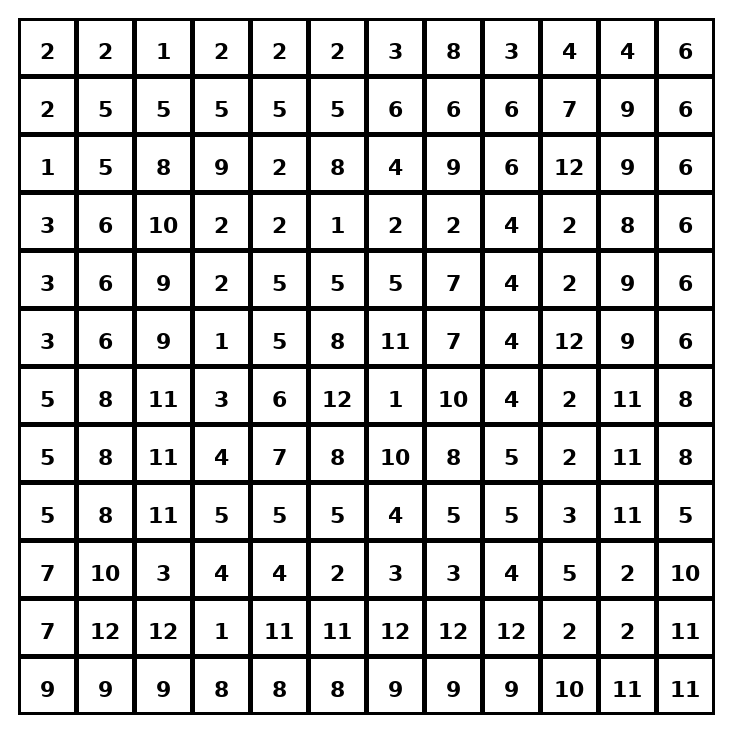 2 2 1 2 2 2 3 8 3 4 4 6
2 5 5 5 5 5 6 6 6 7 9 6
1 5 8 9 2 8 4 9 6 12 9 6
3 6 10 2 2 1 2 2 4 2 8 6
3 6 9 2 5 5 5 7 4 2 9 6
3 6 9 1 5 8 11 7 4 12 9 6
5 8 11 3 6 12 1 10 4 2 11 8
5 8 11 4 7 8 10 8 5 2 11 8
5 8 11 5 5 5 4 5 5 3 11 5
7 10 3 4 4 2 3 3 4 5 2 10
7 12 12 1 11 11 12 12 12 2 2 11
9 9 9 8 8 8 9 9 9 10 11 11